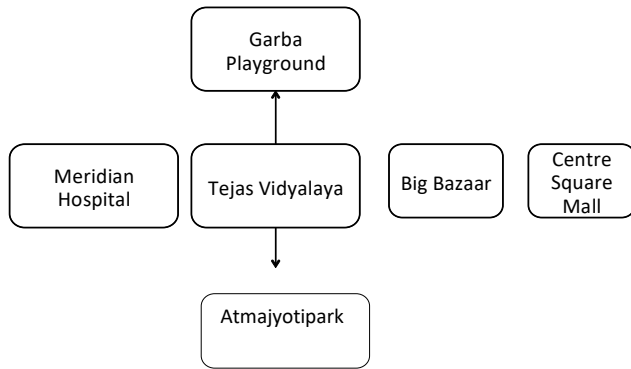 Garba
Playground
Meridian
Hospital
Tejas Vidyalaya
Big Bazaar
Centre
Square
Mall
Atmajyotipark